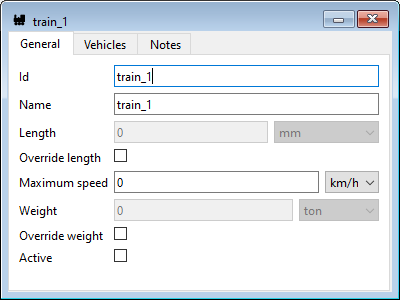 train_1
General Vehicles Notes
Id train_1
Name train_1
Length 0 mm
Override length
Maximum speed 0 km/h
Weight 0 ton
Override weight
Active